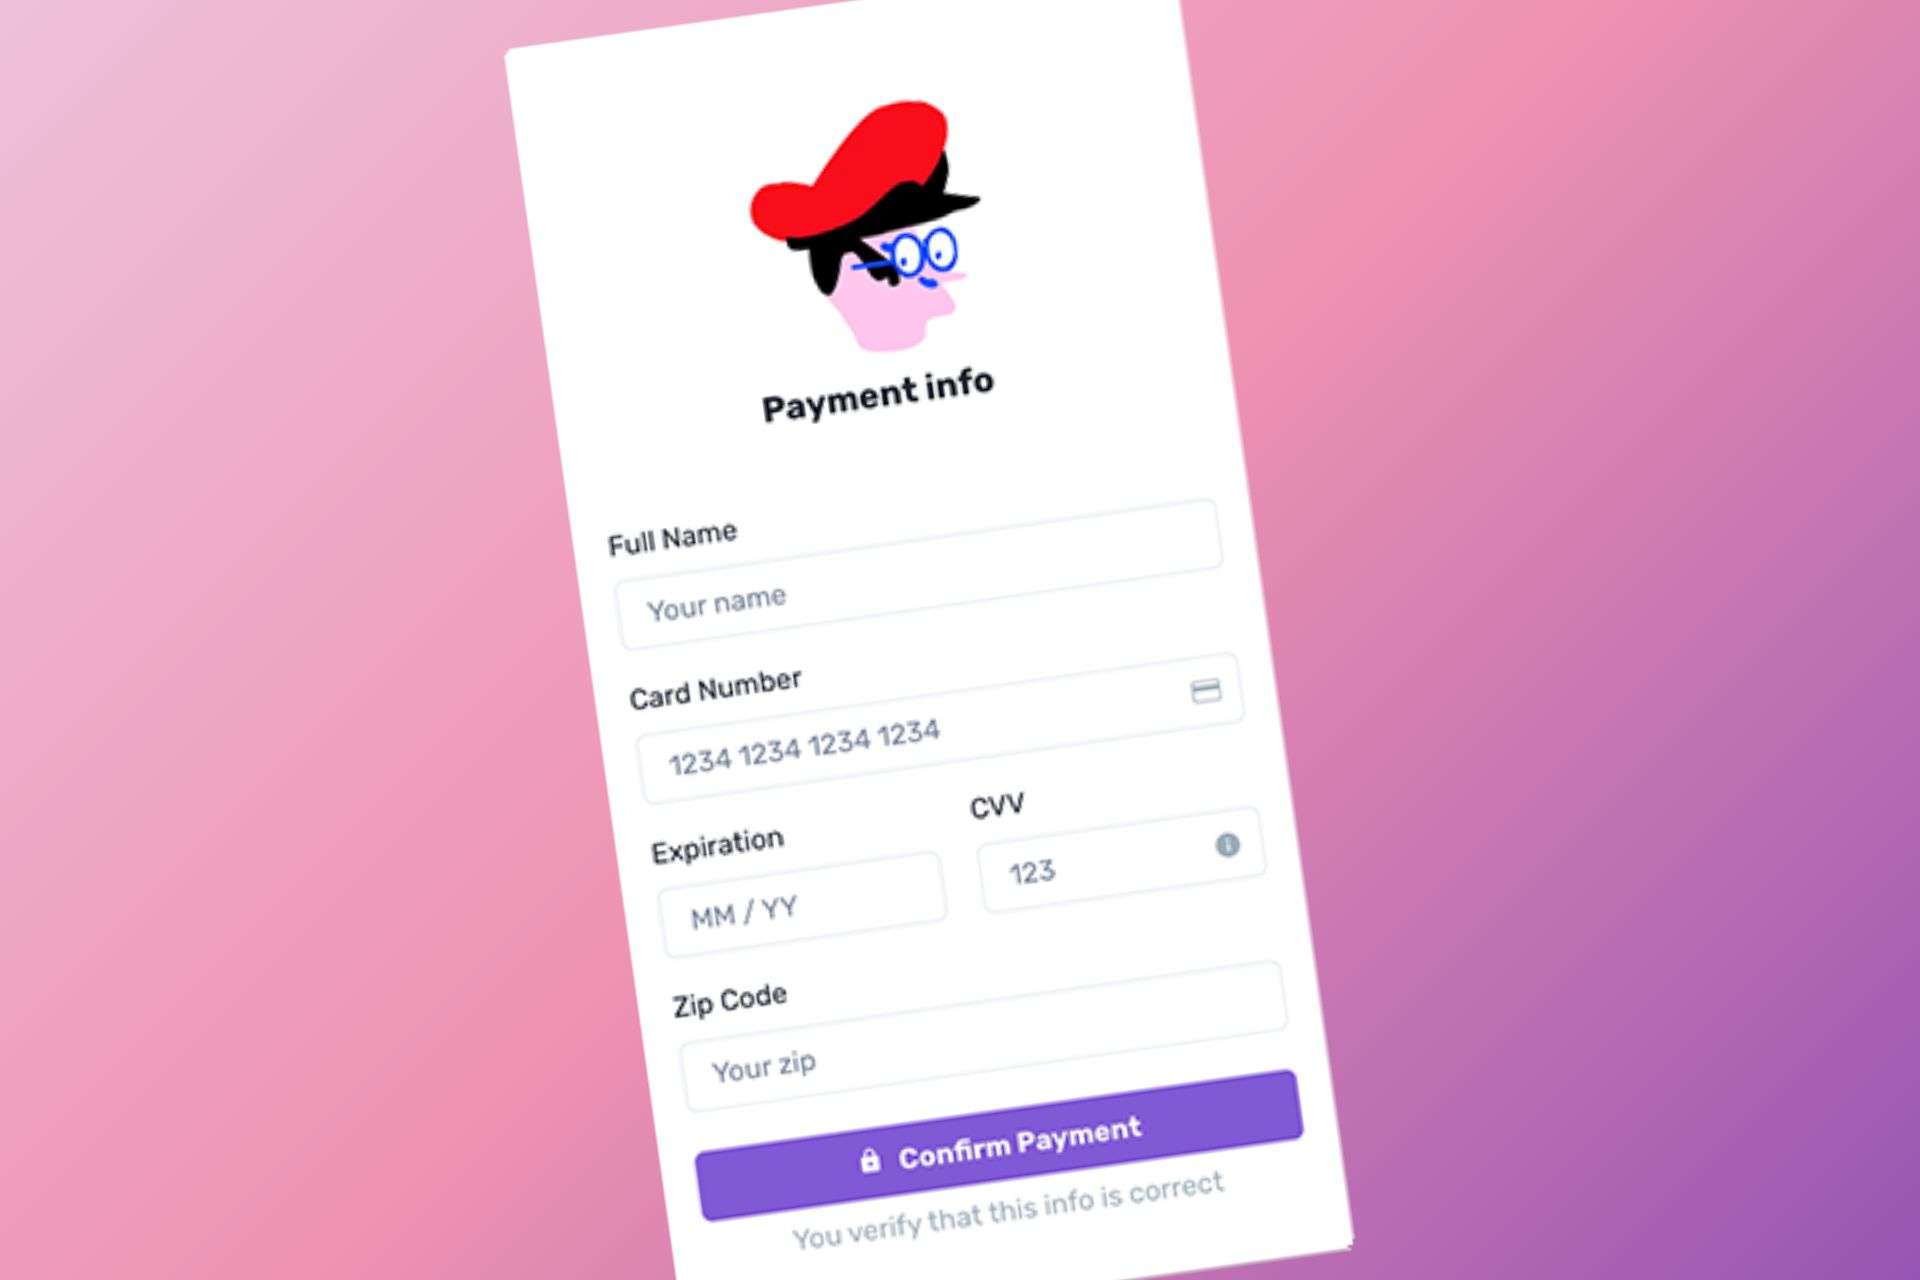 Payment info
Full Name
Your name
Card Number
1234 1234 1234 1234
Expiration
CVV
MM / YY
123
Zip Code
Your zip
Confirm Payment
You verify that this info is correct